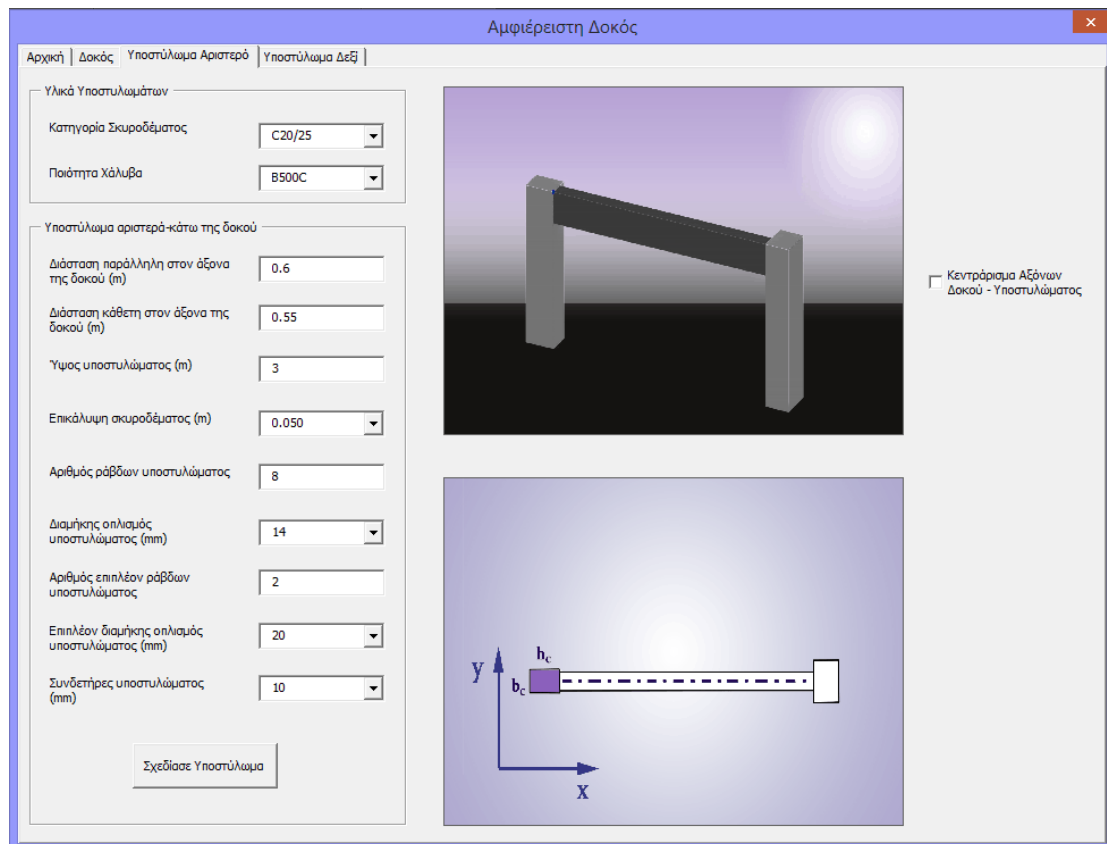 Αμφιέρειστη Δοκός
Αρχική Δοκός Υποστύλωμα Αριστερό Υποστύλωμα Δεξί
Υλικά Υποστυλωμάτων
Κατηγορία Σκυροδέματος C20/25
Ποιότητα Χάλυβα B500C
Υποστύλωμα αριστερά-κάτω της δοκού
Διάσταση παράλληλη στον άξονα
της δοκού (m) 0.6
Διάσταση κάθετη στον άξονα της
δοκού (m) 0.55
Ύψος υποστυλώματος (m) 3
Επικάλυψη σκυροδέματος (m) 0.050
Αριθμός ράβδων υποστυλώματος 8
Διαμήκης οπλισμός
υποστυλώματος (mm) 14
Αριθμός επιπλέον ράβδων
υποστυλώματος 2
Επιπλέον διαμήκης οπλισμός
υποστυλώματος (mm) 20
Συνδετήρες υποστυλώματος
(mm) 10
Σχεδίασε Υποστύλωμα
Κεντράρισμα Αξόνων
Δοκού - Υποστυλώματος
y
hc
bc
x